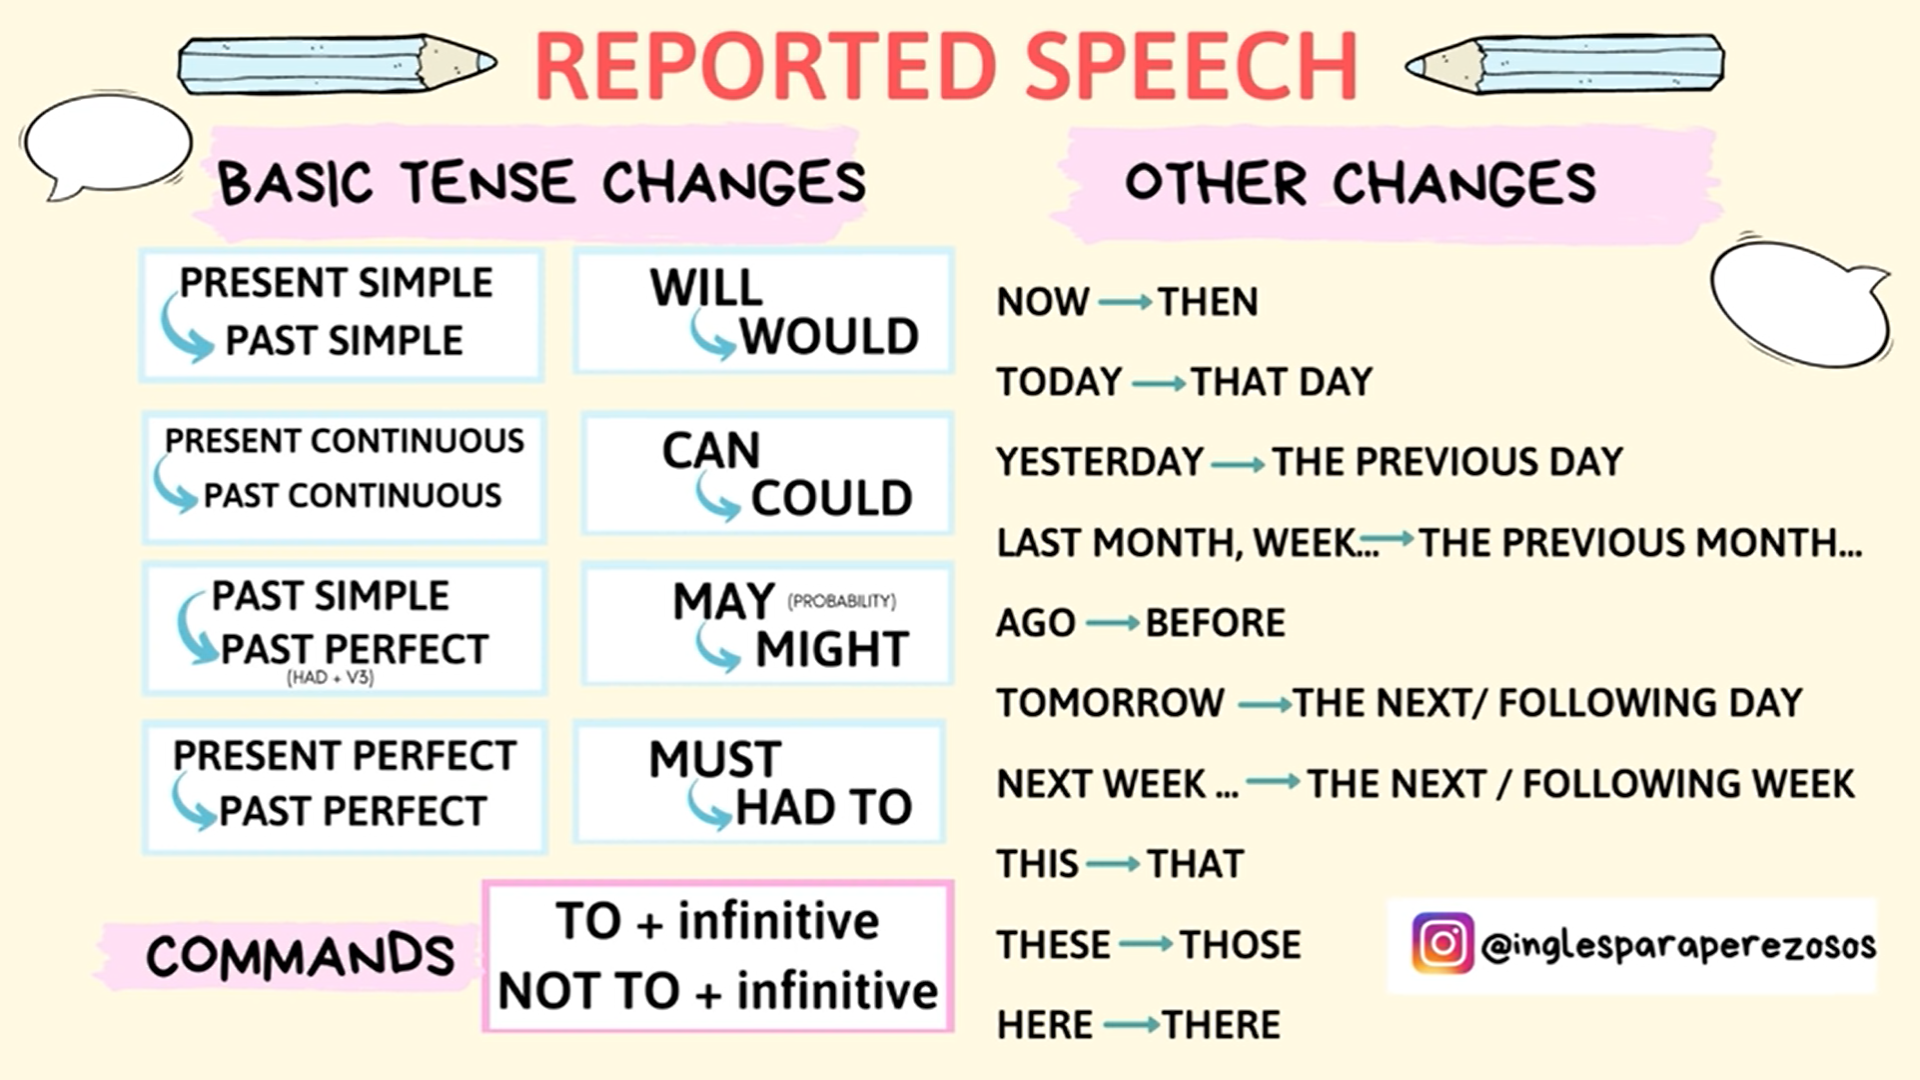 REPORTED SPEECH
BASIC TENSE CHANGES
PRESENT SIMPLE
PAST SIMPLE
WILL
WOULD
PRESENT CONTINUOUS
PAST CONTINUOUS
CAN
COULD
PAST SIMPLE
PAST PERFECT
(HAD + V3)
MAY (PROBABILITY)
MIGHT
PRESENT PERFECT
PAST PERFECT
MUST
HAD TO
COMMANDS
TO + infinitive
NOT TO + infinitive
OTHER CHANGES
NOW → THEN
TODAY → THAT DAY
YESTERDAY → THE PREVIOUS DAY
LAST MONTH, WEEK... → THE PREVIOUS MONTH...
AGO → BEFORE
TOMORROW → THE NEXT/ FOLLOWING DAY
NEXT WEEK ... → THE NEXT / FOLLOWING WEEK
THIS → THAT
THESE → THOSE
HERE → THERE
@inglesparaperezosos